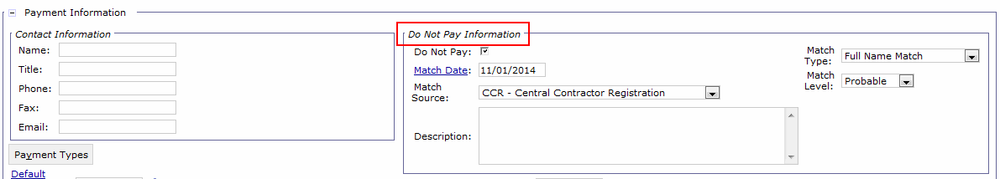 Payment Information
Contact Information
Name:
Title:
Phone:
Fax:
Email:
Do Not Pay Information
Do Not Pay:
Match Date: 11/01/2014
Match Source: CCR - Central Contractor Registration
Description:
Match Type: Full Name Match
Match Level: Probable
Payment Types
Default